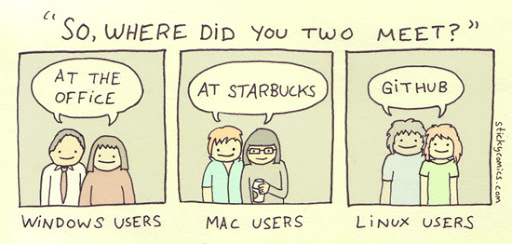 "SO, WHERE DID YOU TWO MEET?"
AT THE
OFFICE
AT STARBUCKS
GITHUB
stickycomics.com
WINDOWS USERS
MAC USERS
LINUX USERS